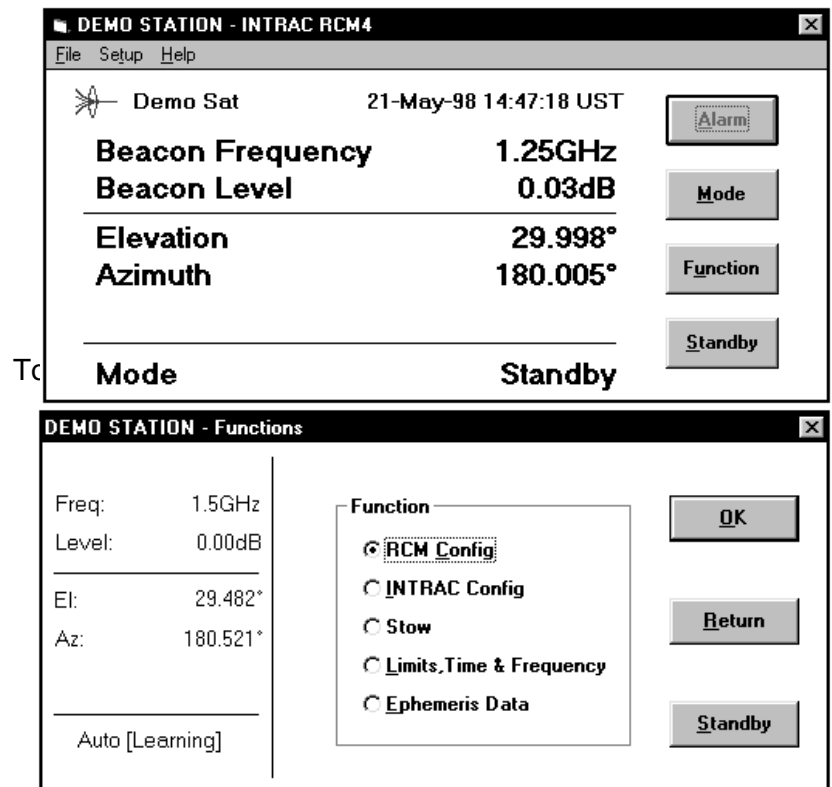 DEMO STATION - INTRAC RCM4
File Setup Help
Demo Sat 21-May-98 14:47:18 UST
Alarm
Beacon Frequency 1.25GHz
Beacon Level 0.03dB
Mode
Elevation 29.998°
Azimuth 180.005°
Function
Standby
Mode Standby
DEMO STATION - Functions
Freq: 1.5GHz
Level: 0.00dB
El: 29.482°
Az: 180.521°
Auto [Learning]
Function
RCM Config
INTRAC Config
Stow
Limits,Time & Frequency
Ephemeris Data
OK
Return
Standby